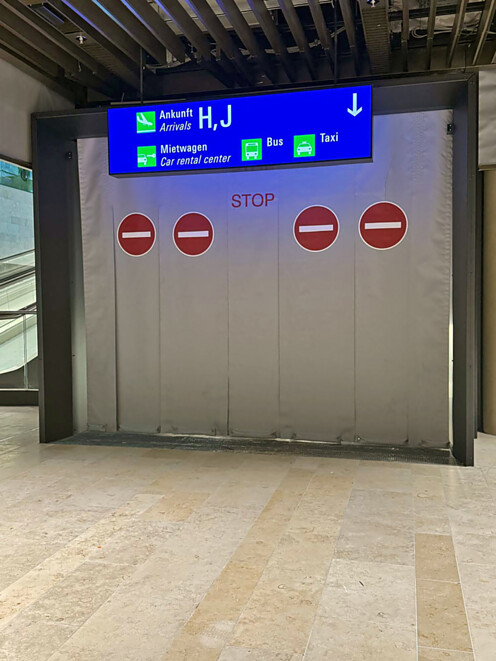 Ankunft H,J
Arrivals
Mietwagen
Car rental center
Bus
Taxi
STOP